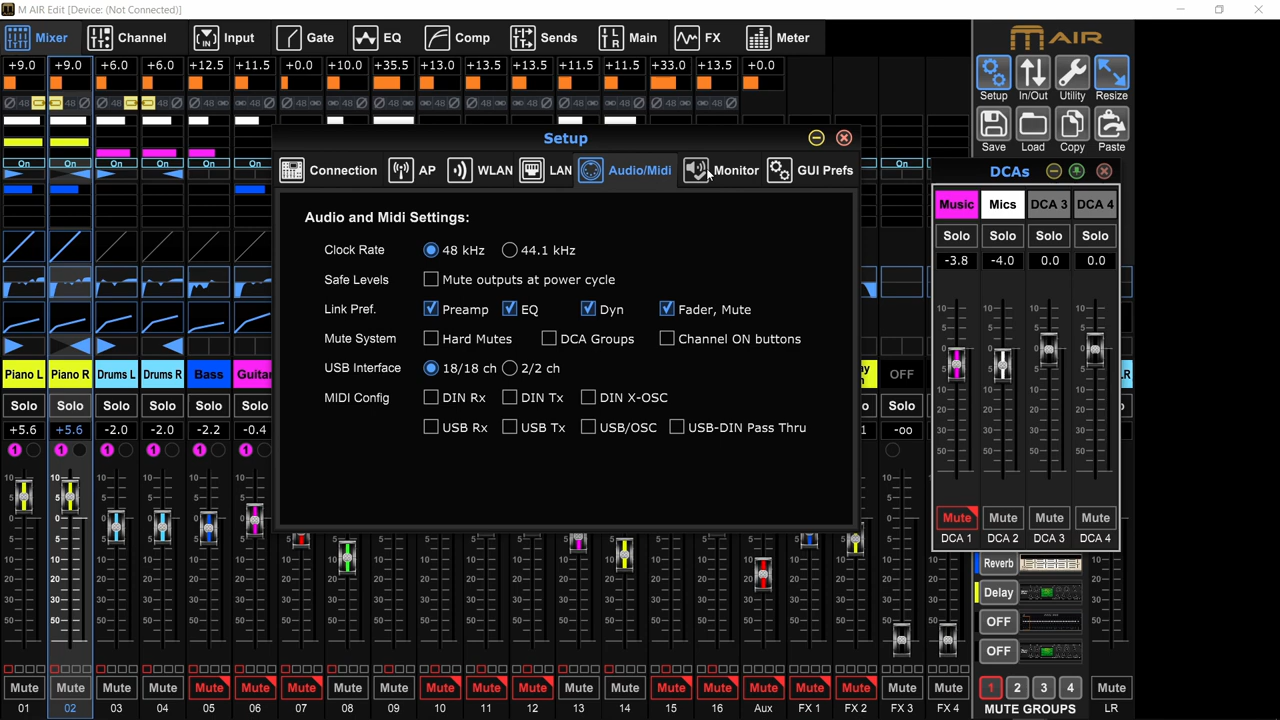 M AIR Edit [Device: (Not Connected)]
Mixer Channel Input Gate EQ Comp Sends Main FX Meter
M AIR
+9.0 +9.0 +6.0 +6.0 +12.5 +11.5 +0.0 +10.0 +35.5 +13.0 +13.5 +13.5 +11.5 +11.5 +33.0 +13.5 +0.0
Setup In/Out Utility Resize
Save Load Copy Paste
Setup
Connection AP WLAN LAN Audio/Midi Monitor GUI Prefs
Audio and Midi Settings:
Clock Rate 48 kHz 44.1 kHz
Safe Levels Mute outputs at power cycle
Link Pref. Preamp EQ Dyn Fader, Mute
Mute System Hard Mutes DCA Groups Channel ON buttons
USB Interface 18/18 ch 2/2 ch
MIDI Config DIN Rx DIN Tx DIN X-OSC
USB Rx USB Tx USB/OSC USB-DIN Pass Thru
DCAs
Music Mics DCA 3 DCA 4
Solo Solo Solo Solo
-3.8 -4.0 0.0 0.0
Mute Mute Mute Mute
DCA 1 DCA 2 DCA 3 DCA 4
On On On On On On On
Piano L Piano R Drums L Drums R Bass Guitar OFF
Solo Solo Solo Solo Solo Solo Solo
+5.6 +5.6 -2.0 -2.0 -2.2 -0.4 -oo
Reverb
Delay
OFF
OFF
Mute Mute Mute Mute Mute Mute Mute Mute Mute Mute Mute Mute Mute Mute Mute Mute Mute Mute Mute Mute Mute 1 2 3 4 Mute
01 02 03 04 05 06 07 08 09 10 11 12 13 14 15 16 Aux FX 1 FX 2 FX 3 FX 4 MUTE GROUPS LR